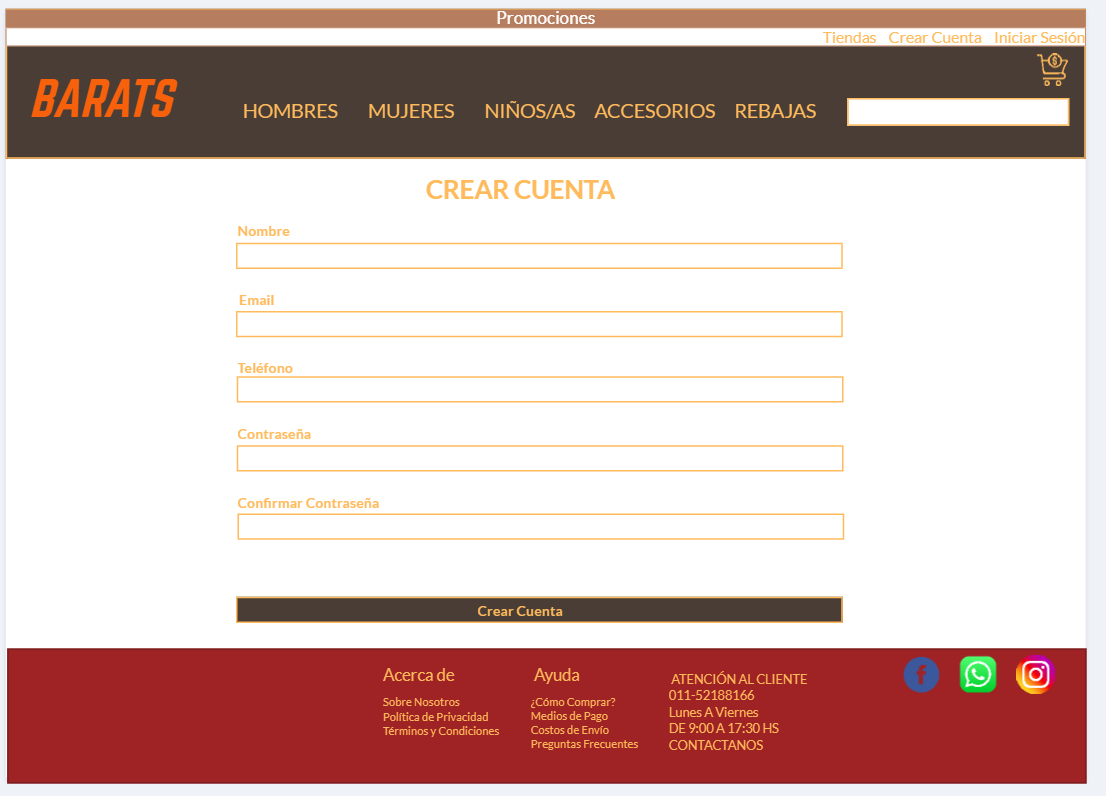 Promociones
Tiendas Crear Cuenta Iniciar Sesión
BARATS
HOMBRES MUJERES NIÑOS/AS ACCESORIOS REBAJAS
$
CREAR CUENTA
Nombre
Email
Teléfono
Contraseña
Confirmar Contraseña
Crear Cuenta
Acerca de
Sobre Nosotros
Política de Privacidad
Términos y Condiciones
Ayuda
¿Cómo Comprar?
Medios de Pago
Costos de Envío
Preguntas Frecuentes
ATENCIÓN AL CLIENTE
011-52188166
Lunes A Viernes
DE 9:00 A 17:30 HS
CONTACTANOS
f